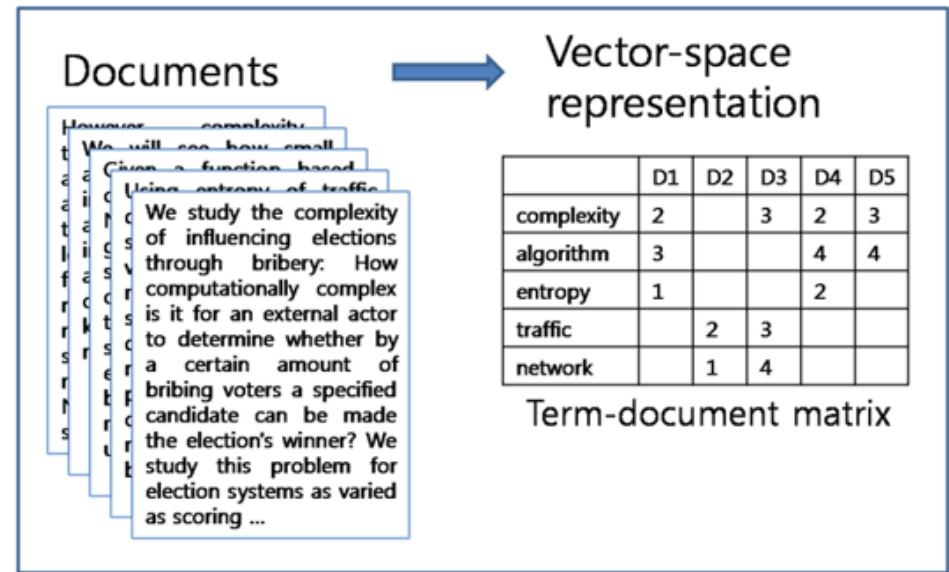 Documents
Vector-space
representation
However complexity
We will see how small
Given a function based
Using entropy of traffic
We study the complexity
of influencing elections
through bribery: How
computationally complex
is it for an external actor
to determine whether by
a certain amount of
bribing voters a specified
candidate can be made
the election's winner? We
study this problem for
election systems as varied
as scoring ...
D1 D2 D3 D4 D5
complexity 2 3 2 3
algorithm 3 4 4
entropy 1 2
traffic 2 3
network 1 4
Term-document matrix